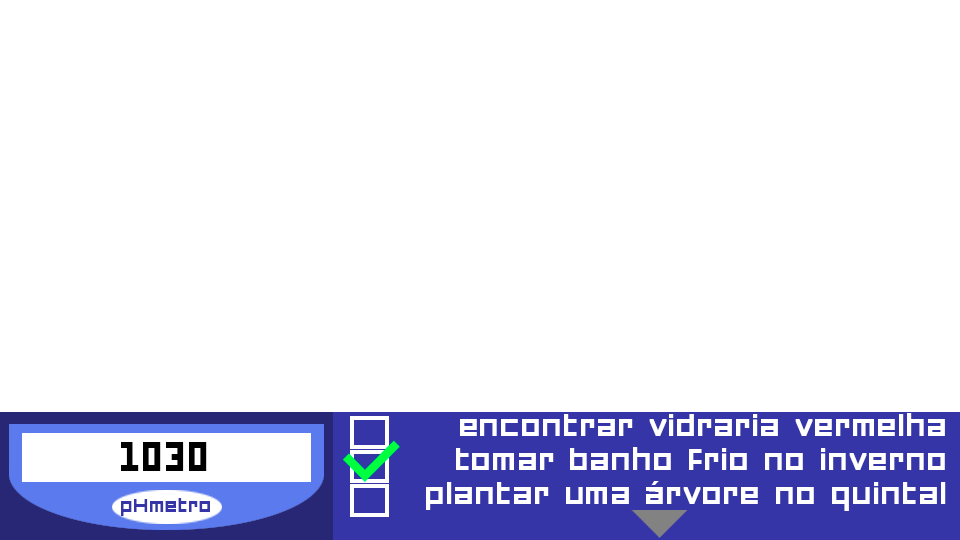 1030
pHmetro
encontrar vidraria vermelha
tomar banho frio no inverno
plantar uma árvore no quintal